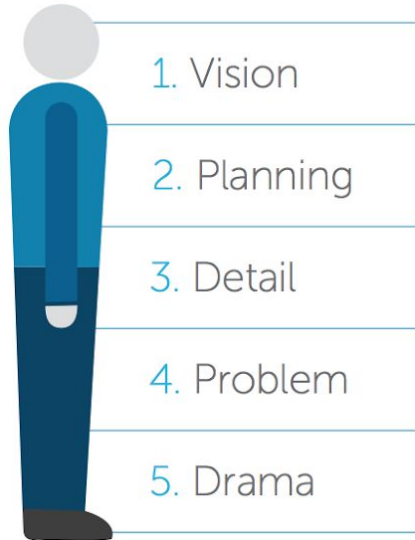 1. Vision
2. Planning
3. Detail
4. Problem
5. Drama